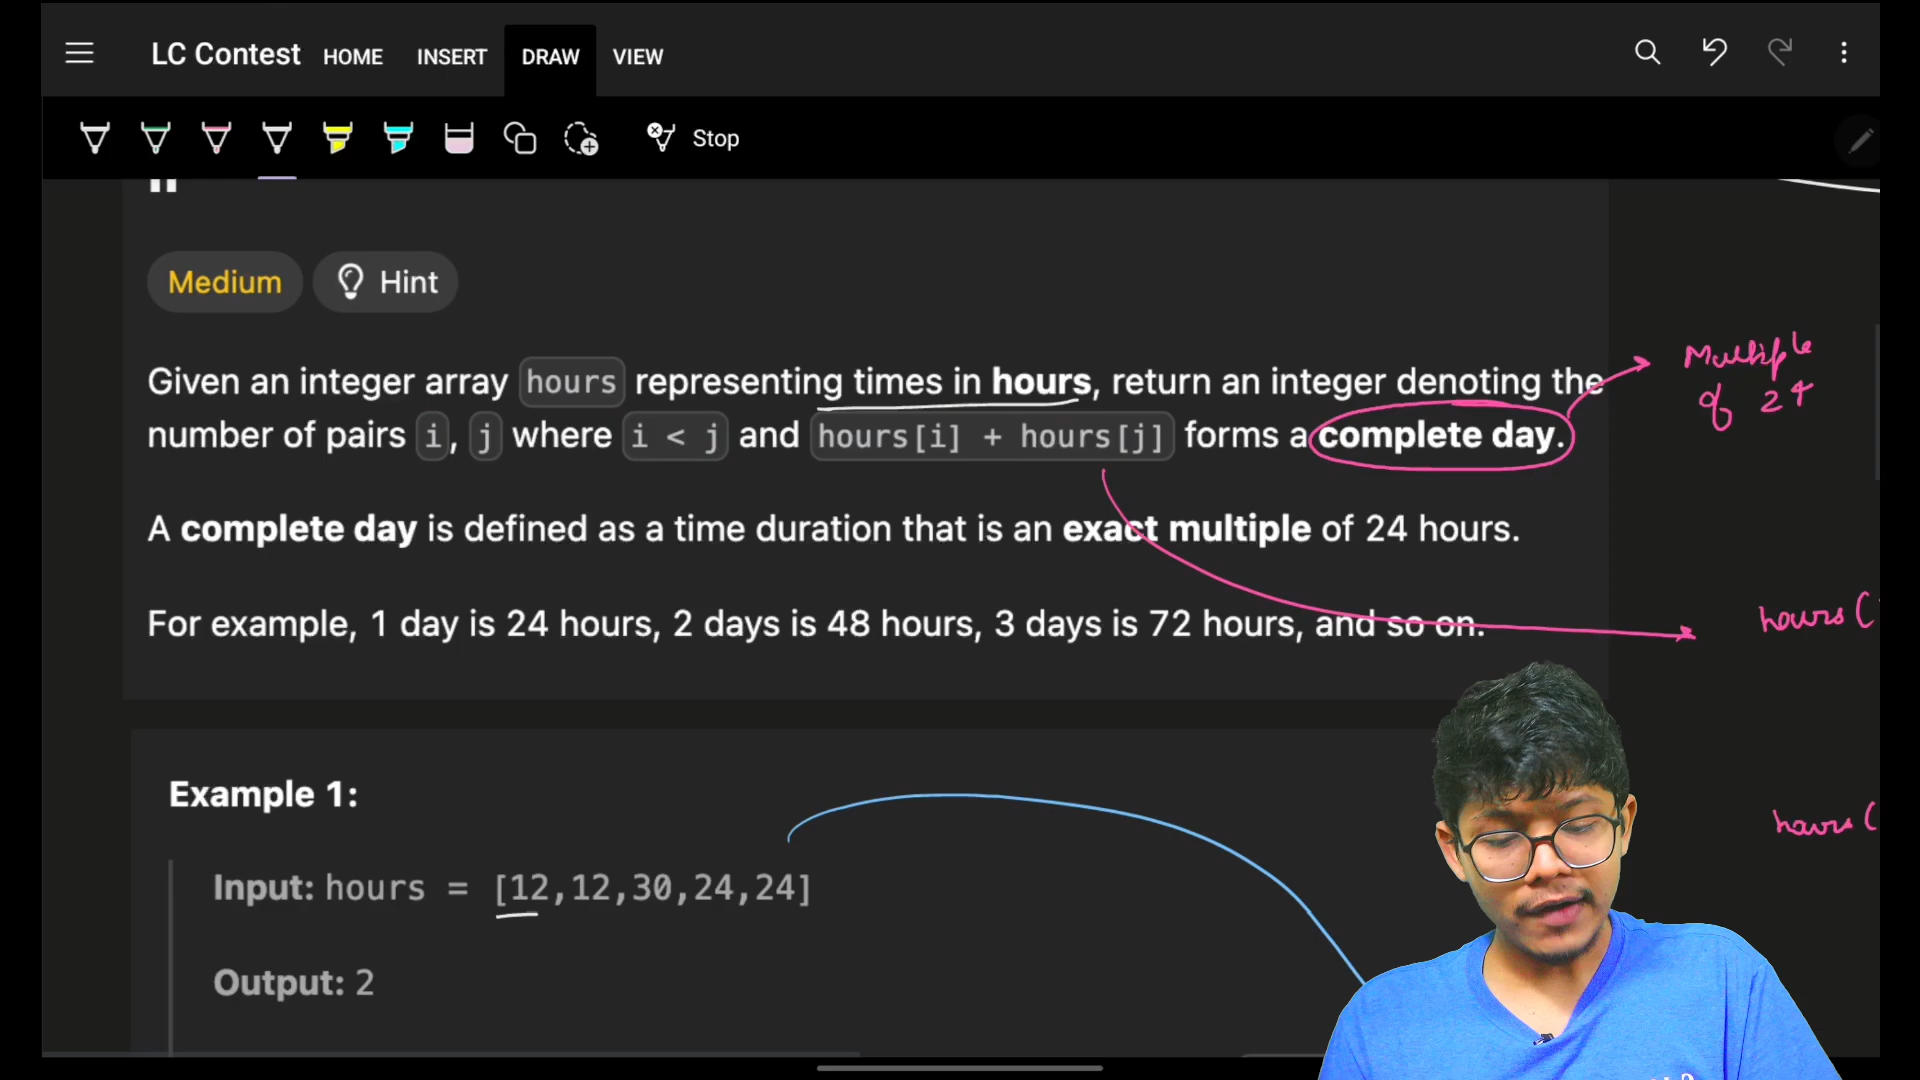 LC Contest HOME INSERT DRAW VIEW
Stop
Medium Hint
Given an integer array hours representing times in hours, return an integer denoting the
number of pairs i, j where i < j and hours[i] + hours[j] forms a complete day.
Multiple
of 24
A complete day is defined as a time duration that is an exact multiple of 24 hours.
For example, 1 day is 24 hours, 2 days is 48 hours, 3 days is 72 hours, and so on.
hours (
hours (
Example 1:
Input: hours = [12,12,30,24,24]
Output: 2